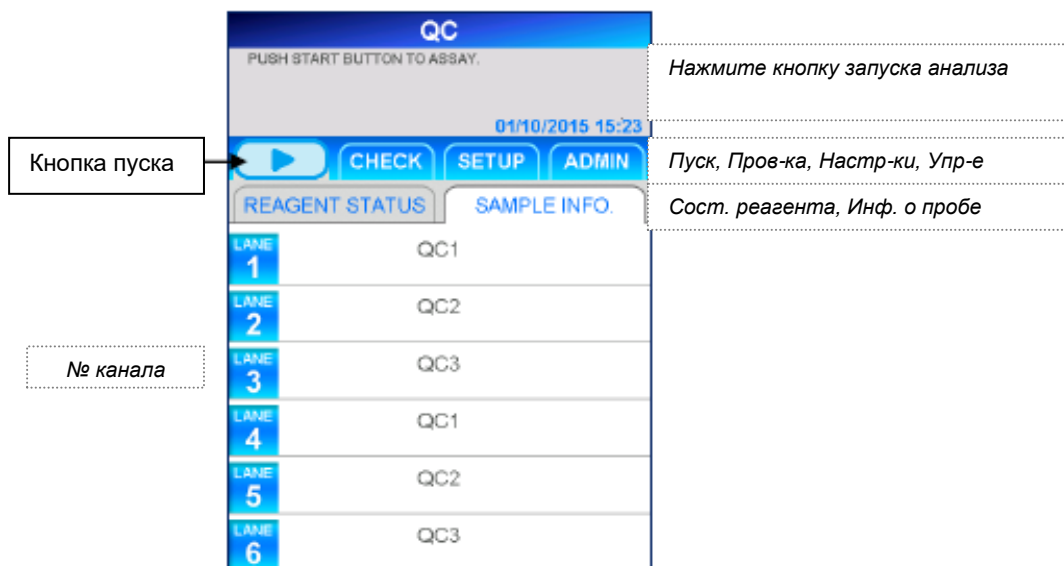 QC
PUSH START BUTTON TO ASSAY.
Нажмите кнопку запуска анализа
01/10/2015 15:23
Кнопка пуска
CHECK SETUP ADMIN
Пуск, Пров-ка, Настр-ки, Упр-е
REAGENT STATUS SAMPLE INFO.
Сост. реагента, Инф. о пробе
LANE
1
QC1
LANE
2
QC2
№ канала
LANE
3
QC3
LANE
4
QC1
LANE
5
QC2
LANE
6
QC3